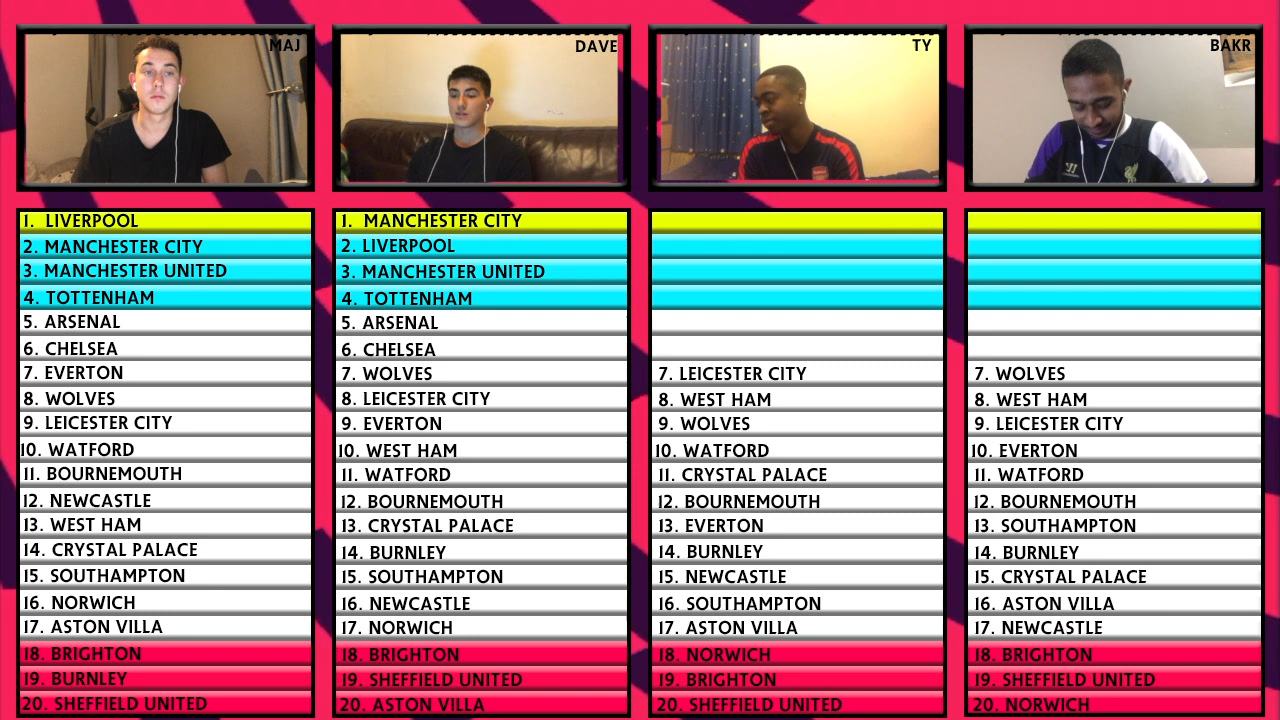 MAJ
DAVE
TY
BAKR
1. LIVERPOOL
2. MANCHESTER CITY
3. MANCHESTER UNITED
4. TOTTENHAM
5. ARSENAL
6. CHELSEA
7. EVERTON
8. WOLVES
9. LEICESTER CITY
10. WATFORD
11. BOURNEMOUTH
12. NEWCASTLE
13. WEST HAM
14. CRYSTAL PALACE
15. SOUTHAMPTON
16. NORWICH
17. ASTON VILLA
18. BRIGHTON
19. BURNLEY
20. SHEFFIELD UNITED
1. MANCHESTER CITY
2. LIVERPOOL
3. MANCHESTER UNITED
4. TOTTENHAM
5. ARSENAL
6. CHELSEA
7. WOLVES
8. LEICESTER CITY
9. EVERTON
10. WEST HAM
11. WATFORD
12. BOURNEMOUTH
13. CRYSTAL PALACE
14. BURNLEY
15. SOUTHAMPTON
16. NEWCASTLE
17. NORWICH
18. BRIGHTON
19. SHEFFIELD UNITED
20. ASTON VILLA
7. LEICESTER CITY
8. WEST HAM
9. WOLVES
10. WATFORD
11. CRYSTAL PALACE
12. BOURNEMOUTH
13. EVERTON
14. BURNLEY
15. NEWCASTLE
16. SOUTHAMPTON
17. ASTON VILLA
18. NORWICH
19. BRIGHTON
20. SHEFFIELD UNITED
7. WOLVES
8. WEST HAM
9. LEICESTER CITY
10. EVERTON
11. WATFORD
12. BOURNEMOUTH
13. SOUTHAMPTON
14. BURNLEY
15. CRYSTAL PALACE
16. ASTON VILLA
17. NEWCASTLE
18. BRIGHTON
19. SHEFFIELD UNITED
20. NORWICH